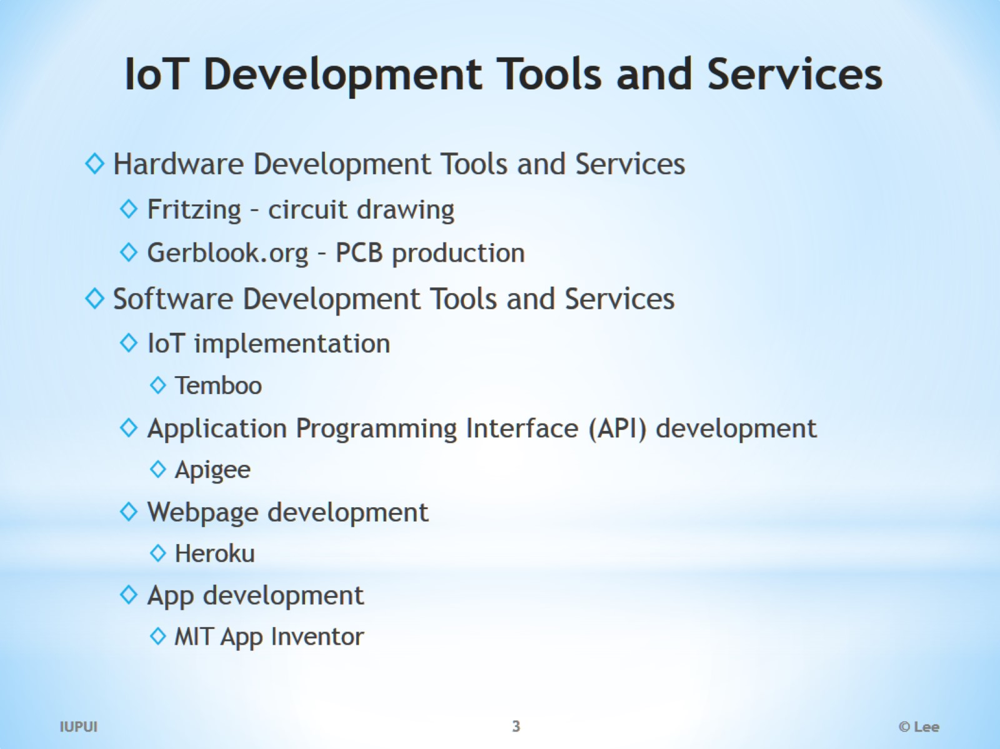 IoT Development Tools and Services
Hardware Development Tools and Services
Fritzing – circuit drawing
Gerblook.org – PCB production
Software Development Tools and Services
IoT implementation
Temboo
Application Programming Interface (API) development
Apigee
Webpage development
Heroku
App development
MIT App Inventor
IUPUI
3
© Lee